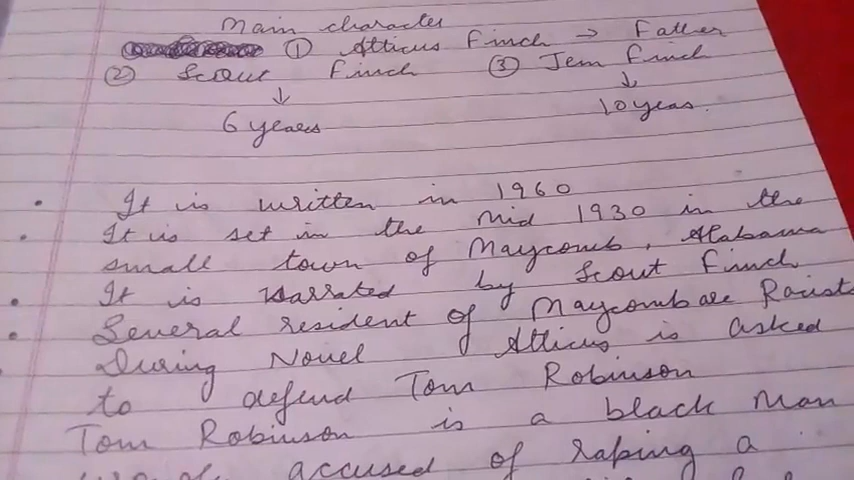 Main character
① Atticus Finch → Father
② Scout Finch ③ Jem Finch
↓ ↓
6 years 10 yeas.
• It is written in 1960
• It is set in the Mid 1930 in the
small town of Maycomb, Alabama
• It is narrated by Scout Finch
• Several resident of Maycomb are Racist
• During Novel Atticus is asked
to defend Tom Robinson
Tom Robinson is a black Man
accused of raping a